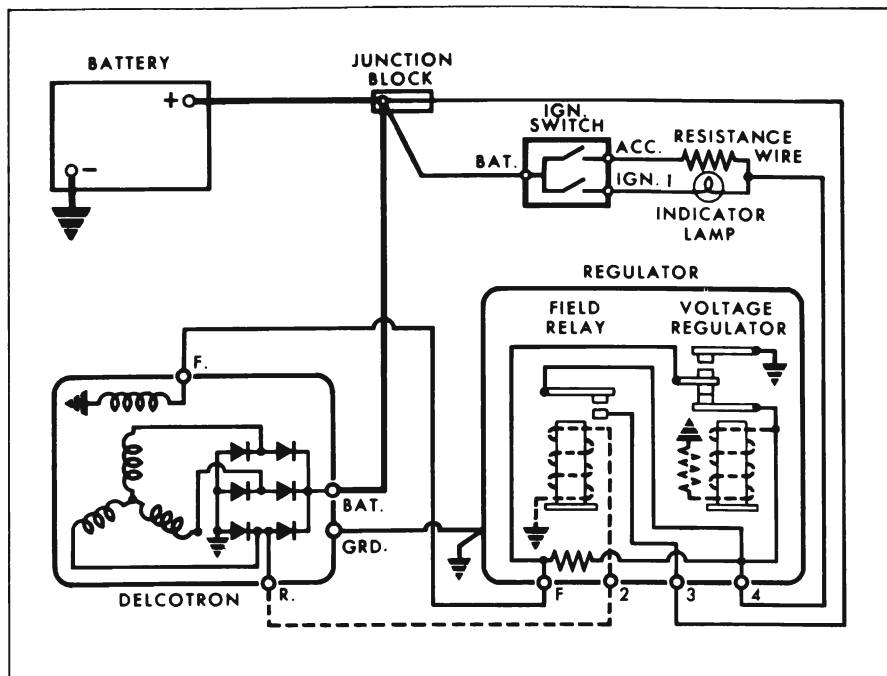 BATTERY
+
-
JUNCTION
BLOCK
IGN.
SWITCH
BAT.
ACC.
IGN. 1
RESISTANCE
WIRE
INDICATOR
LAMP
REGULATOR
FIELD
RELAY
VOLTAGE
REGULATOR
F.
BAT.
GRD.
R.
DELCOTRON
F
2
3
4